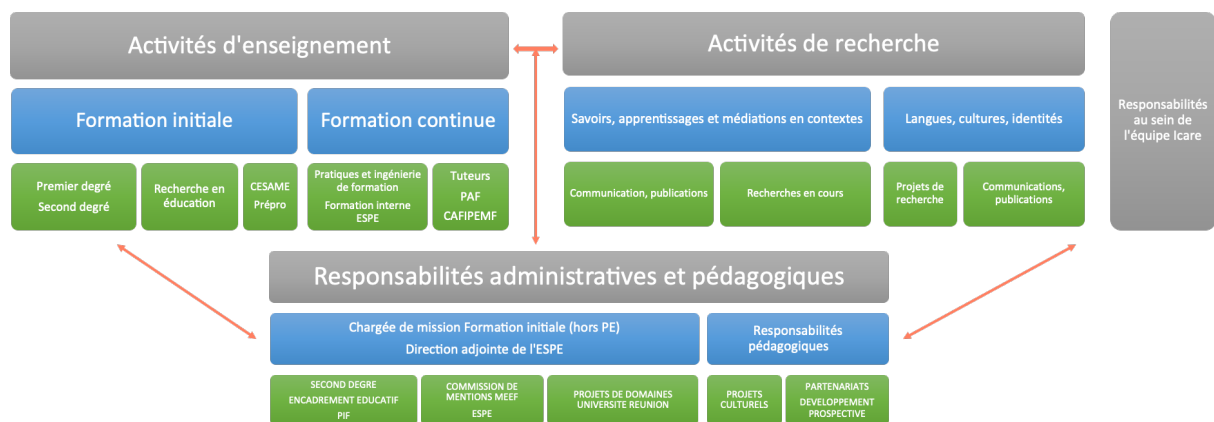 Activités d'enseignement
Activités de recherche
Responsabilités
au sein de
l'équipe Icare
Formation initiale
Formation continue
Savoirs, apprentissages et médiations en contextes
Langues, cultures, identités
Premier degré
Second degré
Recherche en
éducation
CESAME
Prépro
Pratiques et ingénierie
de formation
Formation interne
ESPE
Tuteurs
PAF
CAFIPEMF
Communication, publications
Recherches en cours
Projets de
recherche
Communications,
publications
Responsabilités administratives et pédagogiques
Chargée de mission Formation initiale (hors PE)
Direction adjointe de l'ESPE
Responsabilités
pédagogiques
SECOND DEGRE
ENCADREMENT EDUCATIF
PIF
COMMISSION DE
MENTIONS MEEF
ESPE
PROJETS DE DOMAINES
UNIVERSITE REUNION
PROJETS
CULTURELS
PARTENARIATS
DEVELOPPEMENT
PROSPECTIVE